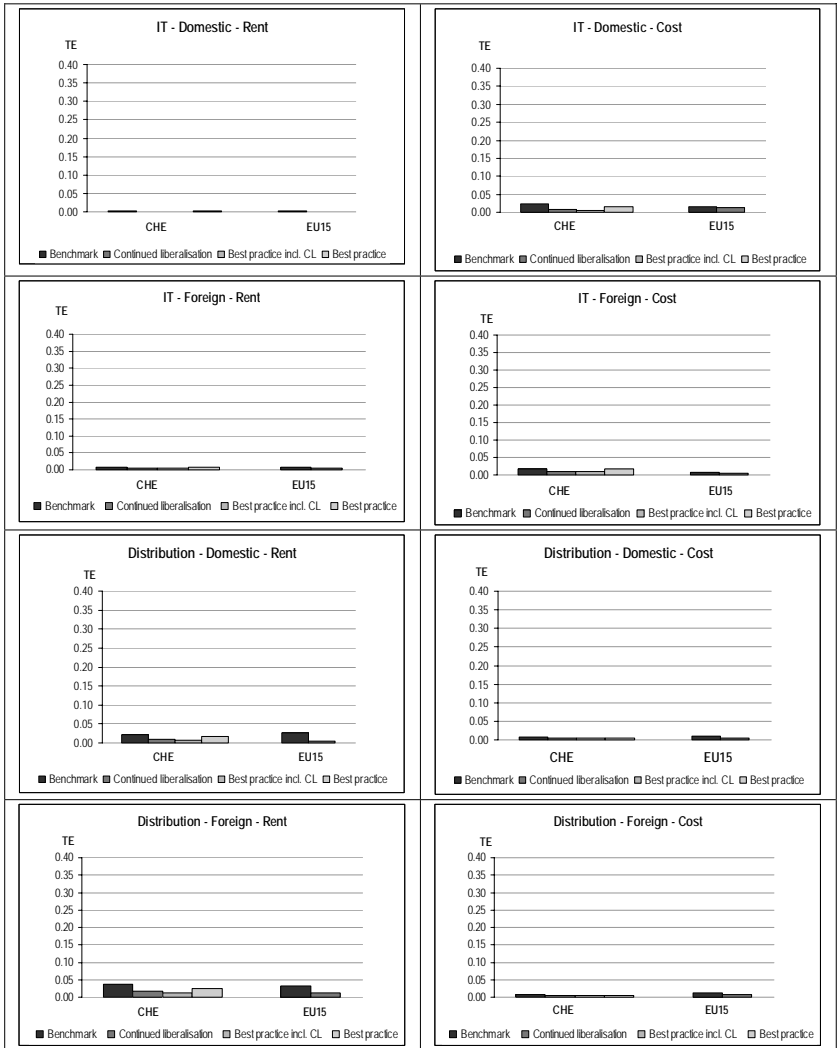 IT - Domestic - Rent
TE
0.40
0.35
0.30
0.25
0.20
0.15
0.10
0.05
0.00
CHE EU15
Benchmark Continued liberalisation Best practice incl. CL Best practice
IT - Domestic - Cost
TE
0.40
0.35
0.30
0.25
0.20
0.15
0.10
0.05
0.00
CHE EU15
Benchmark Continued liberalisation Best practice incl. CL Best practice
IT - Foreign - Rent
TE
0.40
0.35
0.30
0.25
0.20
0.15
0.10
0.05
0.00
CHE EU15
Benchmark Continued liberalisation Best practice incl. CL Best practice
IT - Foreign - Cost
TE
0.40
0.35
0.30
0.25
0.20
0.15
0.10
0.05
0.00
CHE EU15
Benchmark Continued liberalisation Best practice incl. CL Best practice
Distribution - Domestic - Rent
TE
0.40
0.35
0.30
0.25
0.20
0.15
0.10
0.05
0.00
CHE EU15
Benchmark Continued liberalisation Best practice incl. CL Best practice
Distribution - Domestic - Cost
TE
0.40
0.35
0.30
0.25
0.20
0.15
0.10
0.05
0.00
CHE EU15
Benchmark Continued liberalisation Best practice incl. CL Best practice
Distribution - Foreign - Rent
TE
0.40
0.35
0.30
0.25
0.20
0.15
0.10
0.05
0.00
CHE EU15
Benchmark Continued liberalisation Best practice incl. CL Best practice
Distribution - Foreign - Cost
TE
0.40
0.35
0.30
0.25
0.20
0.15
0.10
0.05
0.00
CHE EU15
Benchmark Continued liberalisation Best practice incl. CL Best practice